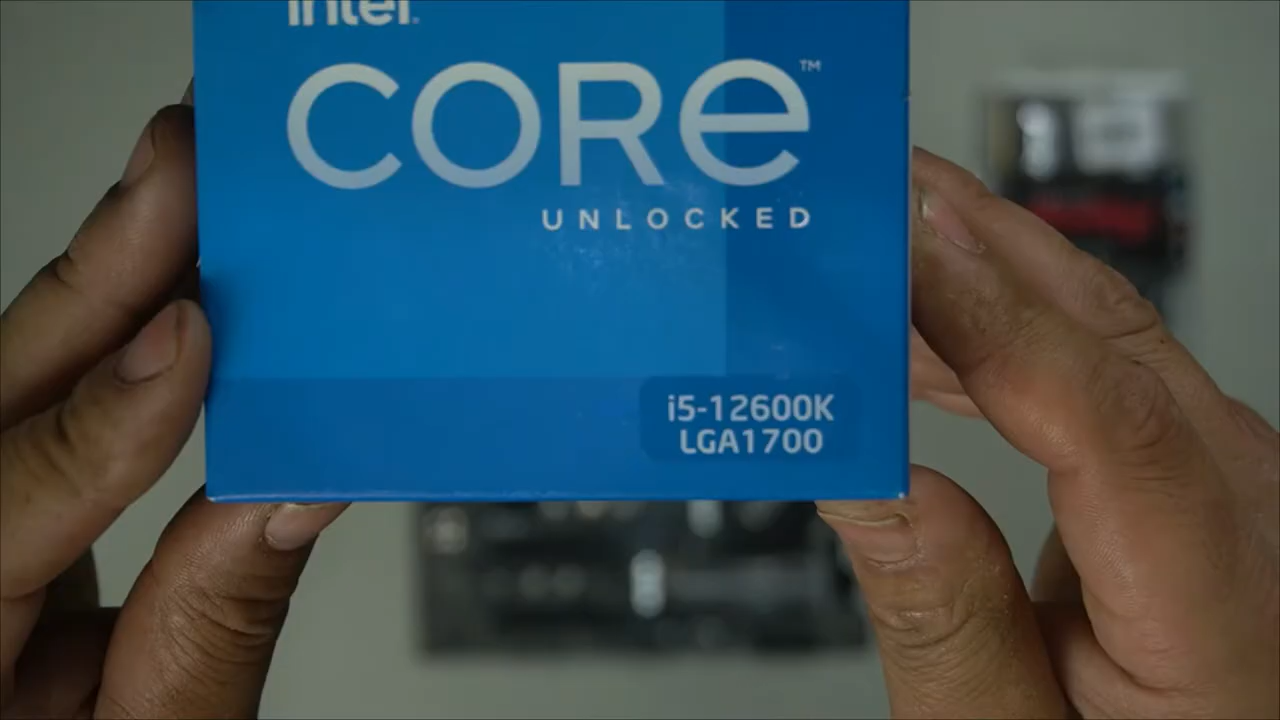 intel.
CORE™
UNLOCKED
i5-12600K
LGA1700